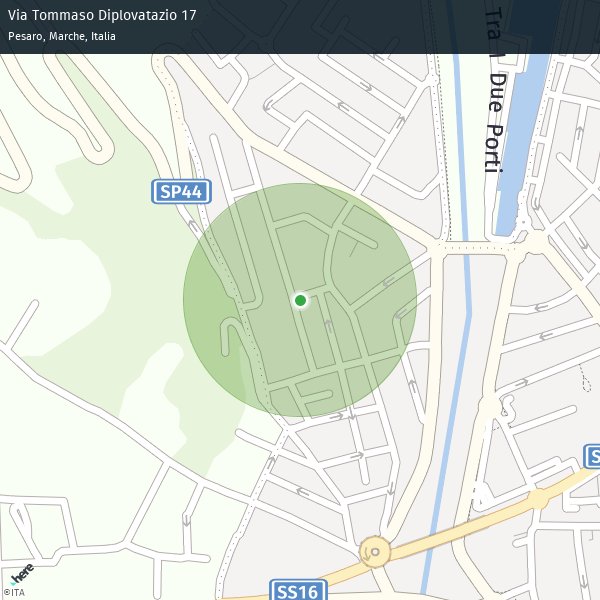 Via Tommaso Diplovatazio 17
Pesaro, Marche, Italia
Tra I Due Porti
SP44
S
SS16
here
©ITA